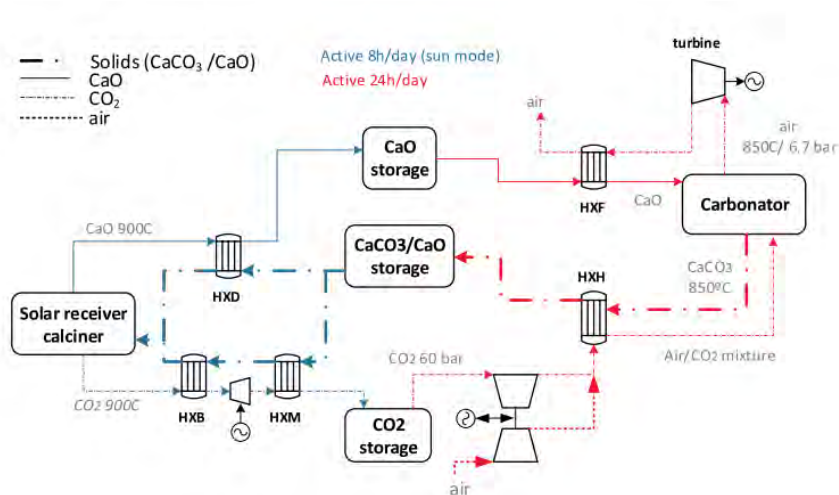 Solids (CaCO3 /CaO)
CaO
CO2
air
Active 8h/day (sun mode)
Active 24h/day
turbine
air
air
850C/ 6.7 bar
CaO
storage
HXF
CaO
Carbonator
CaO 900C
HXD
CaCO3/CaO
storage
HXH
CaCO3
850ºC
Solar receiver
calciner
CO2 900C
HXB
HXM
CO2 60 bar
Air/CO2 mixture
CO2
storage
air